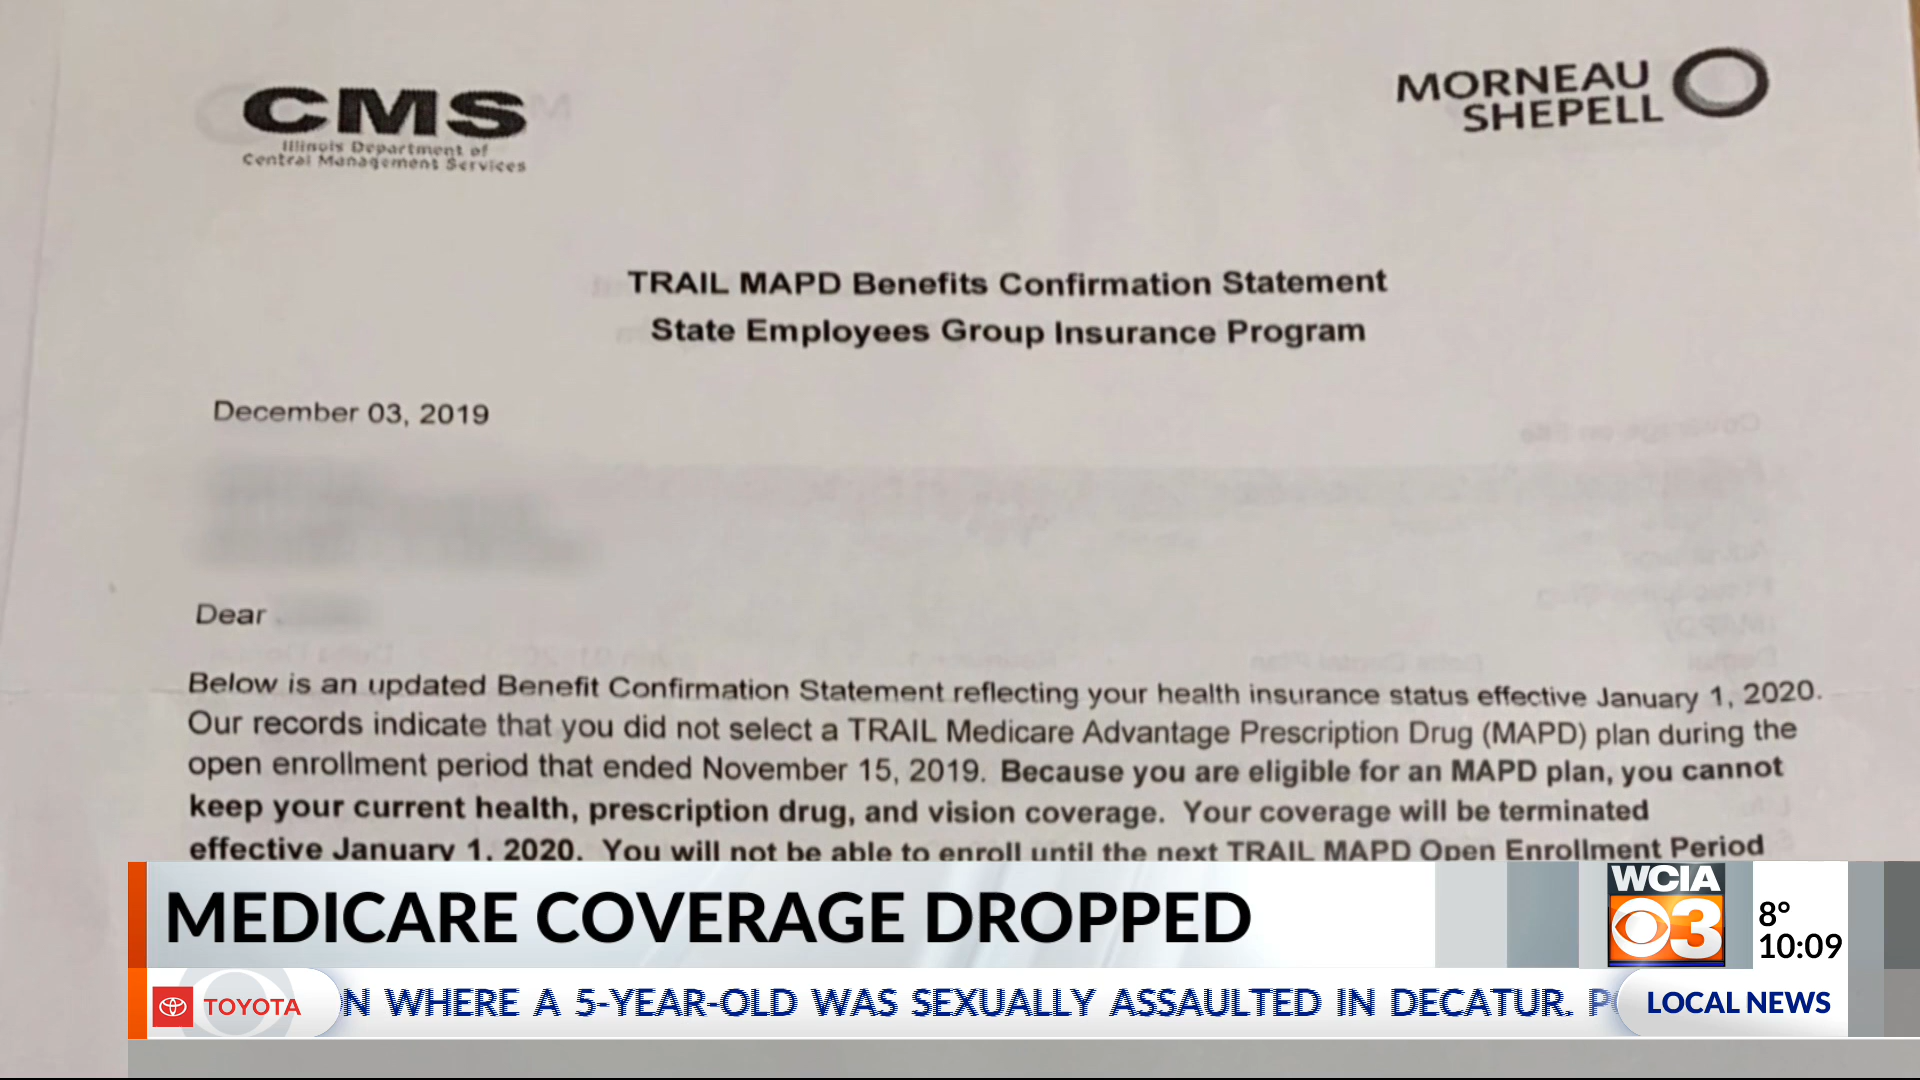 CMS
Illinois Department of
Central Management Services
MORNEAU
SHEPELL
TRAIL MAPD Benefits Confirmation Statement
State Employees Group Insurance Program
December 03, 2019
Dear
Below is an updated Benefit Confirmation Statement reflecting your health insurance status effective January 1, 2020.
Our records indicate that you did not select a TRAIL Medicare Advantage Prescription Drug (MAPD) plan during the
open enrollment period that ended November 15, 2019. Because you are eligible for an MAPD plan, you cannot
keep your current health, prescription drug, and vision coverage. Your coverage will be terminated
effective January 1, 2020. You will not be able to enroll until the next TRAIL MAPD Open Enrollment Period
MEDICARE COVERAGE DROPPED
WCIA
3
8°
10:09
TOYOTA
N WHERE A 5-YEAR-OLD WAS SEXUALLY ASSAULTED IN DECATUR. P
LOCAL NEWS